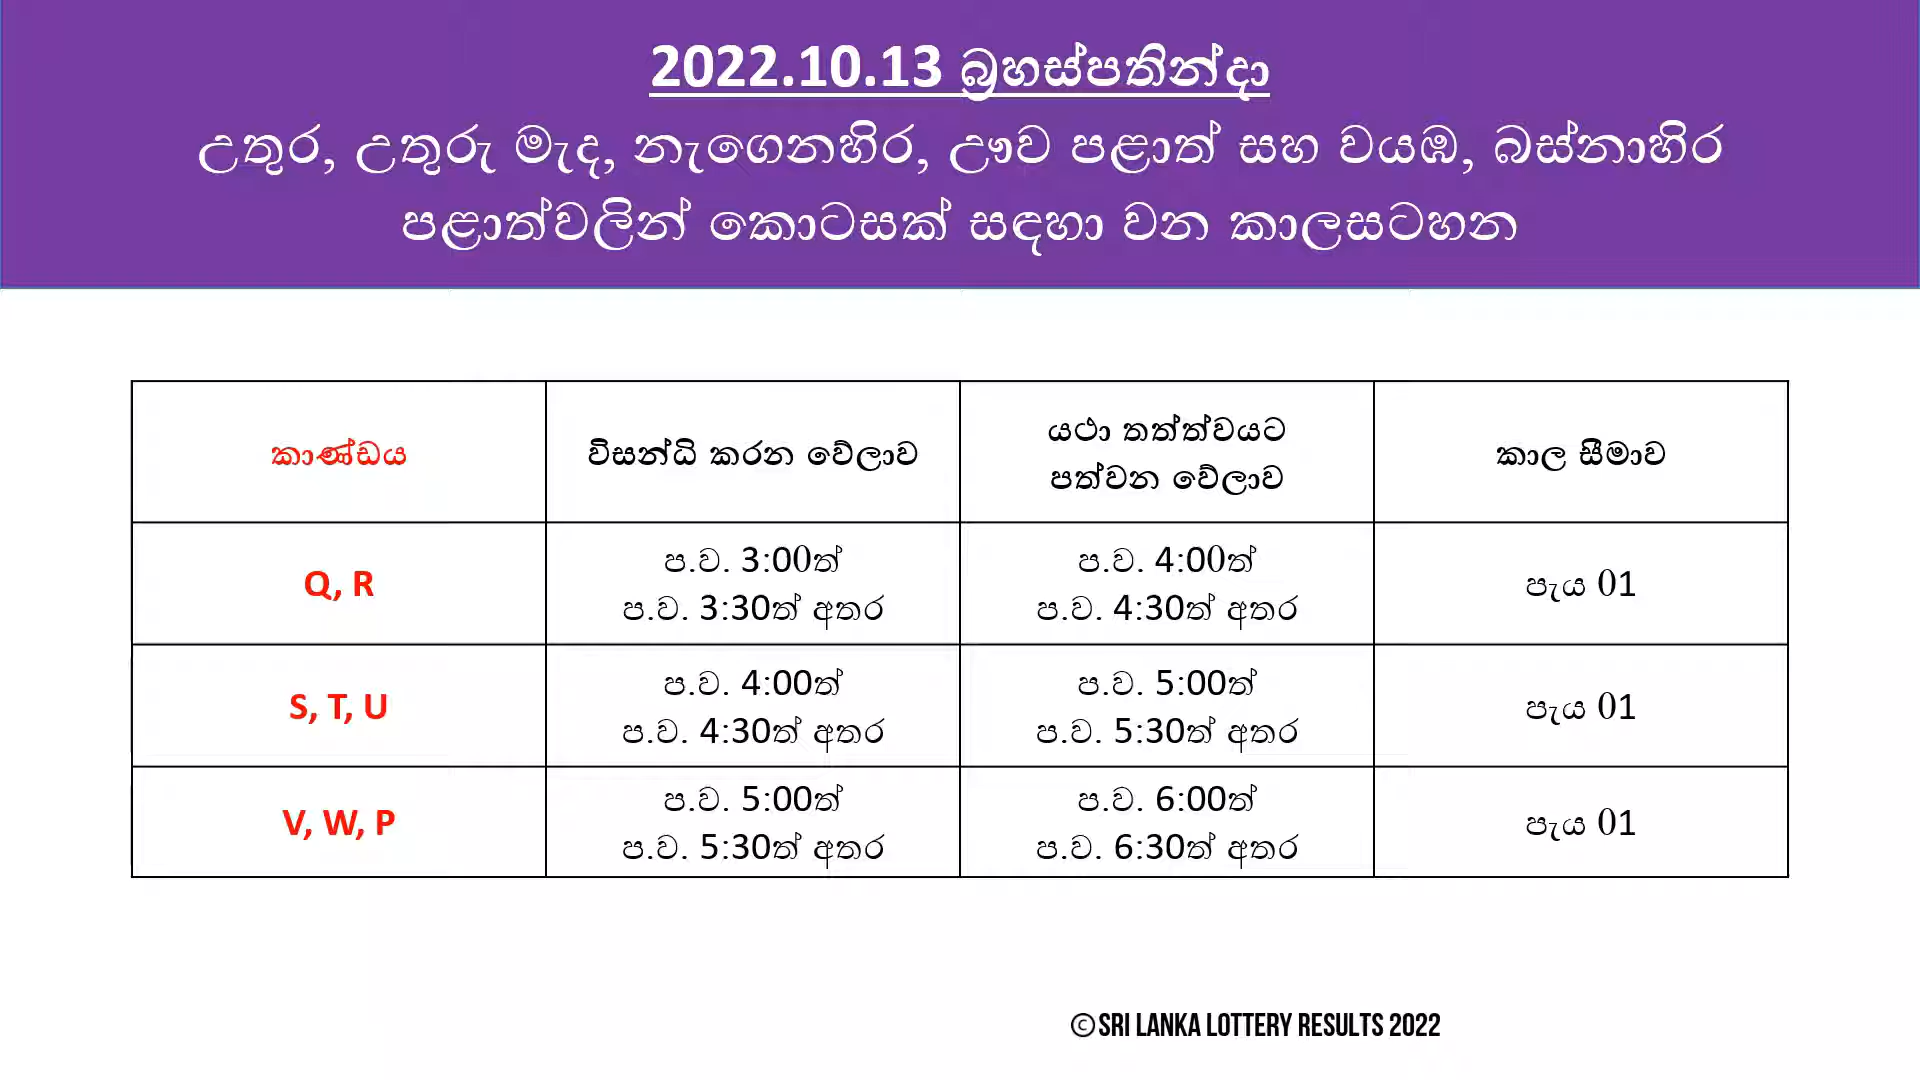 2022.10.13 බ්‍රහස්පතින්දා
උතුර, උතුරු මැද, නැගෙනහිර, ඌව පළාත් සහ වයඹ, බස්නාහිර
පළාත්වලින් කොටසක් සඳහා වන කාලසටහන
කාණ්ඩය
විසන්ධි කරන වේලාව
යථා තත්ත්වයට
පත්වන වේලාව
කාල සීමාව
Q, R
ප.ව. 3:00ත්
ප.ව. 3:30ත් අතර
ප.ව. 4:00ත්
ප.ව. 4:30ත් අතර
පැය 01
S, T, U
ප.ව. 4:00ත්
ප.ව. 4:30ත් අතර
ප.ව. 5:00ත්
ප.ව. 5:30ත් අතර
පැය 01
V, W, P
ප.ව. 5:00ත්
ප.ව. 5:30ත් අතර
ප.ව. 6:00ත්
ප.ව. 6:30ත් අතර
පැය 01
©SRI LANKA LOTTERY RESULTS 2022